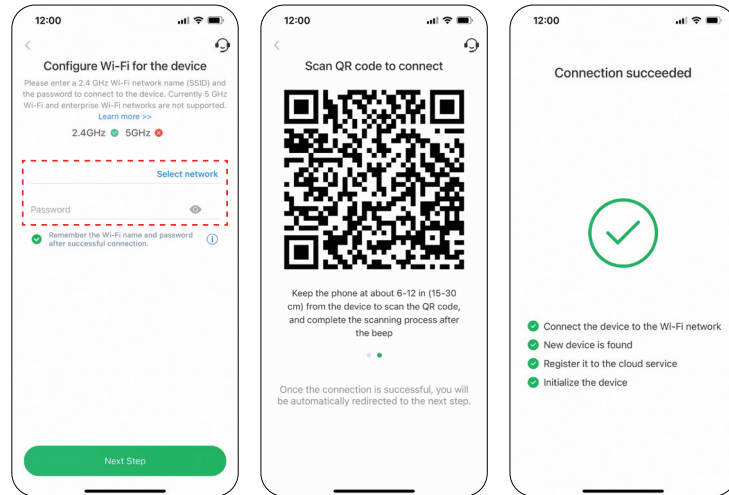 12:00
Configure Wi-Fi for the device
Please enter a 2.4 GHz Wi-Fi network name (SSID) and
the password to connect to the device. Currently 5 GHz
Wi-Fi and enterprise Wi-Fi networks are not supported.
Learn more >>
2.4GHz 5GHz
Select network
Password
Remember the Wi-Fi name and password
after successful connection.
Next Step
12:00
Scan QR code to connect
Keep the phone at about 6-12 in (15-30
cm) from the device to scan the QR code,
and complete the scanning process after
the beep
Once the connection is successful, you will
be automatically redirected to the next step.
12:00
Connection succeeded
Connect the device to the Wi-Fi network
New device is found
Register it to the cloud service
Initialize the device